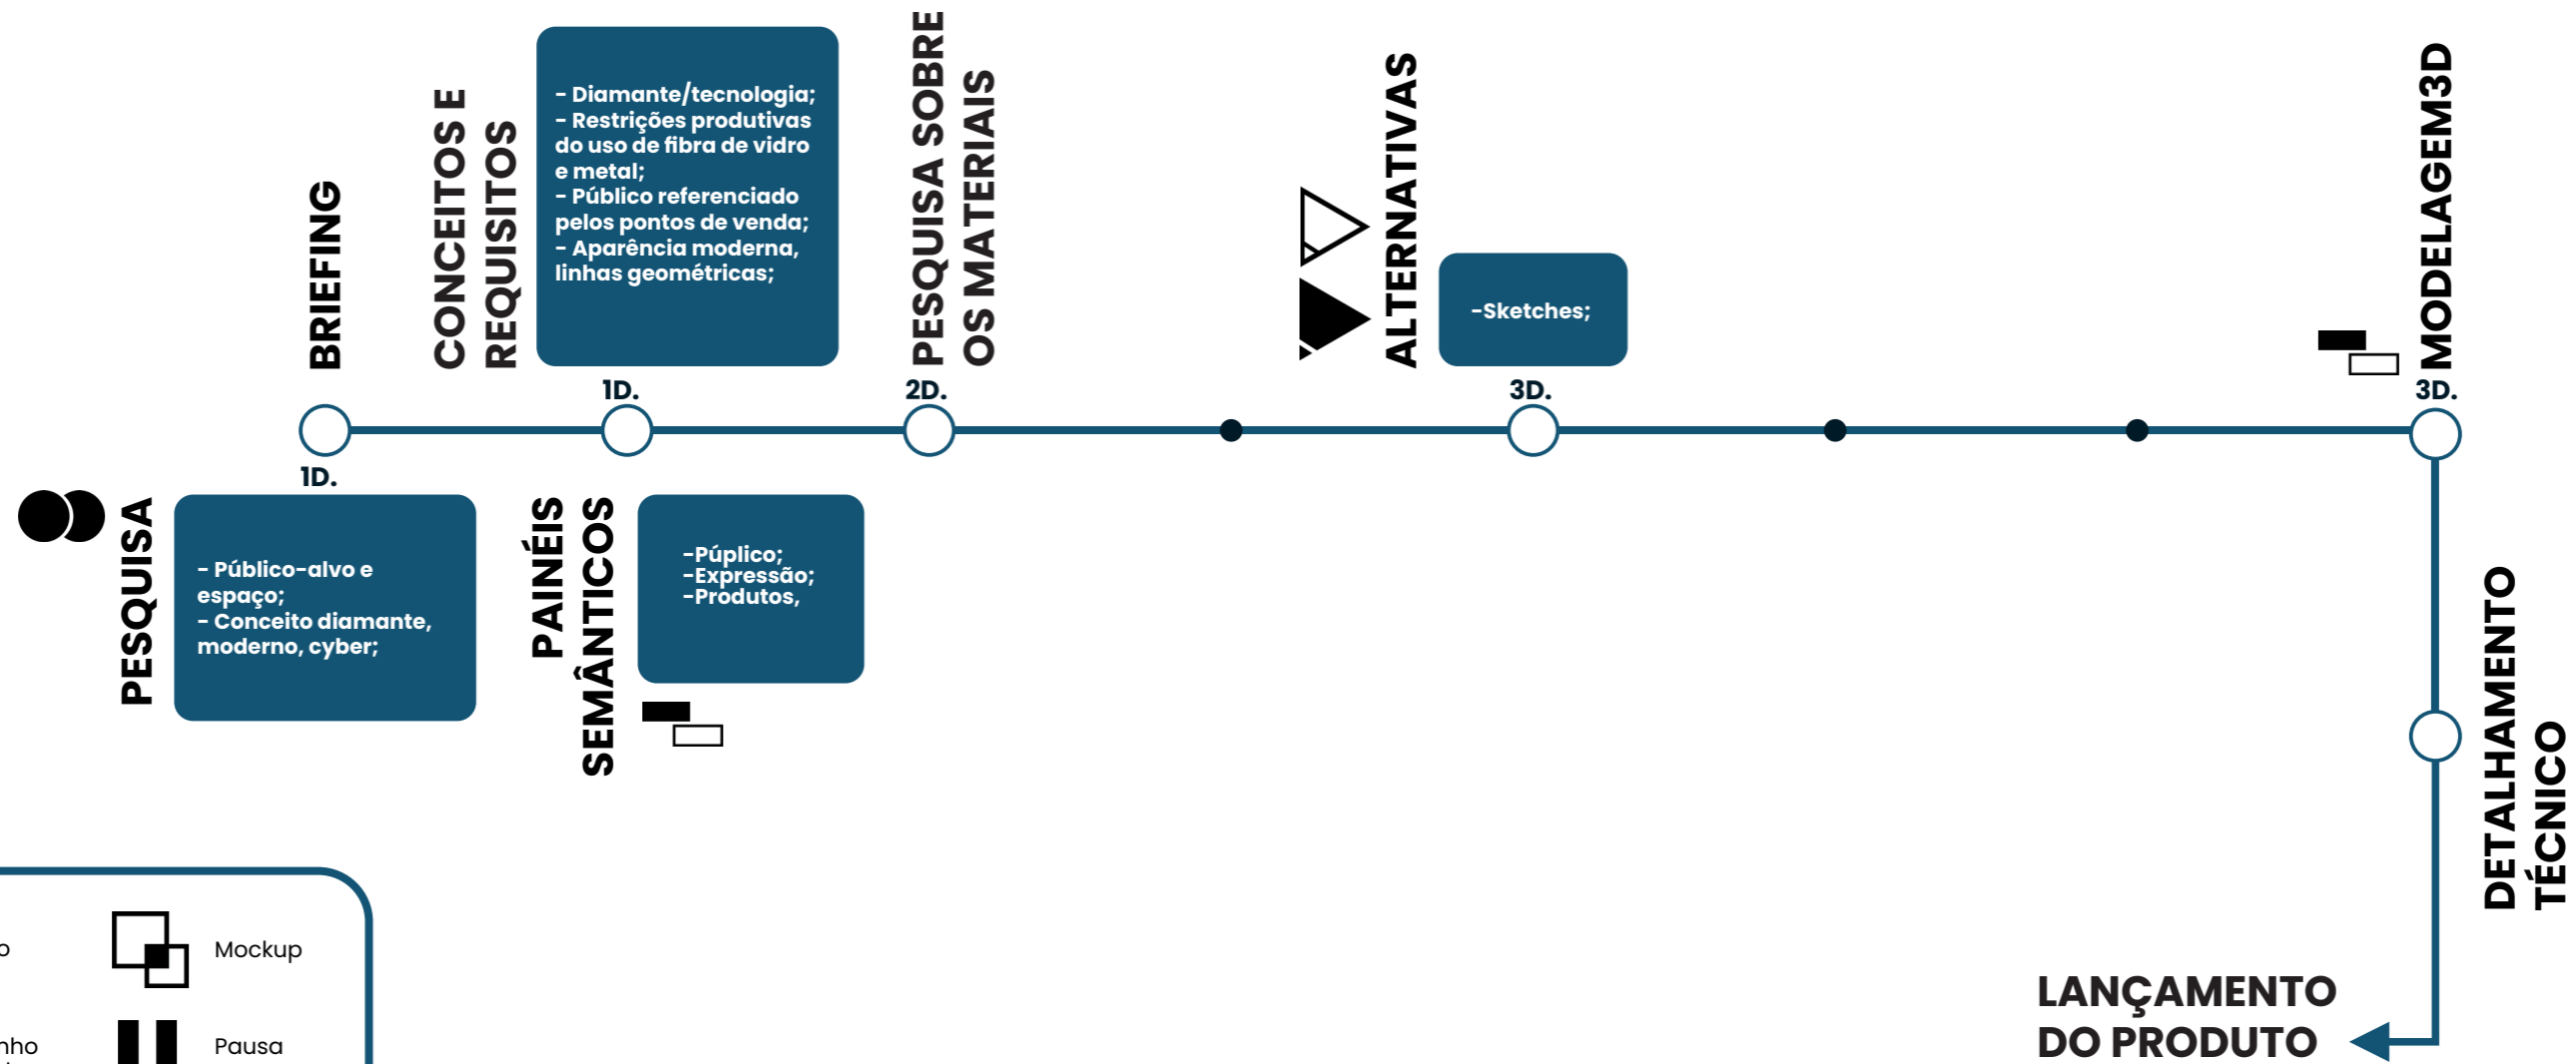 BRIEFING
CONCEITOS E
REQUISITOS
- Diamante/tecnologia;
- Restrições produtivas
do uso de fibra de vidro
e metal;
- Público referenciado
pelos pontos de venda;
- Aparência moderna,
linhas geométricas;
PESQUISA SOBRE
OS MATERIAIS
ALTERNATIVAS
-Sketches;
MODELAGEM3D
1D.
2D.
3D.
3D.
1D.
PESQUISA
- Público-alvo e
espaço;
- Conceito diamante,
moderno, cyber;
PAINÉIS
SEMÂNTICOS
-Púplico;
-Expressão;
-Produtos,
DETALHAMENTO
TÉCNICO
Mockup
Pausa
LANÇAMENTO
DO PRODUTO